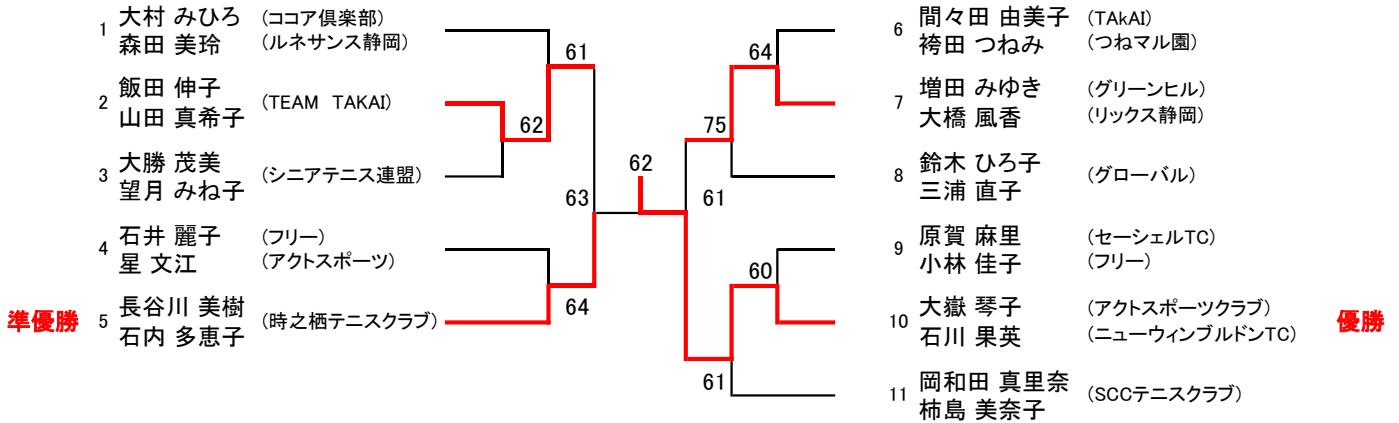 1 大村 みひろ (ココア倶楽部)
森田 美玲 (ルネサンス静岡)
2 飯田 伸子
山田 真希子 (TEAM TAKAI)
3 大勝 茂美
望月 みね子 (シニアテニス連盟)
4 石井 麗子 (フリー)
星 文江 (アクトスポーツ)
準優勝 5 長谷川 美樹
石内 多恵子 (時之栖テニスクラブ)
61
62
63
64
62
64
75
61
60
61
6 間々田 由美子 (TAkAI)
袴田 つねみ (つねマル園)
7 増田 みゆき (グリーンヒル)
大橋 風香 (リックス静岡)
8 鈴木 ひろ子
三浦 直子 (グローバル)
9 原賀 麻里 (セーシェルTC)
小林 佳子 (フリー)
10 大嶽 琴子 (アクトスポーツクラブ)
石川 果英 (ニューウィンブルドンTC)
優勝
11 岡和田 真里奈
柿島 美奈子 (SCCテニスクラブ)